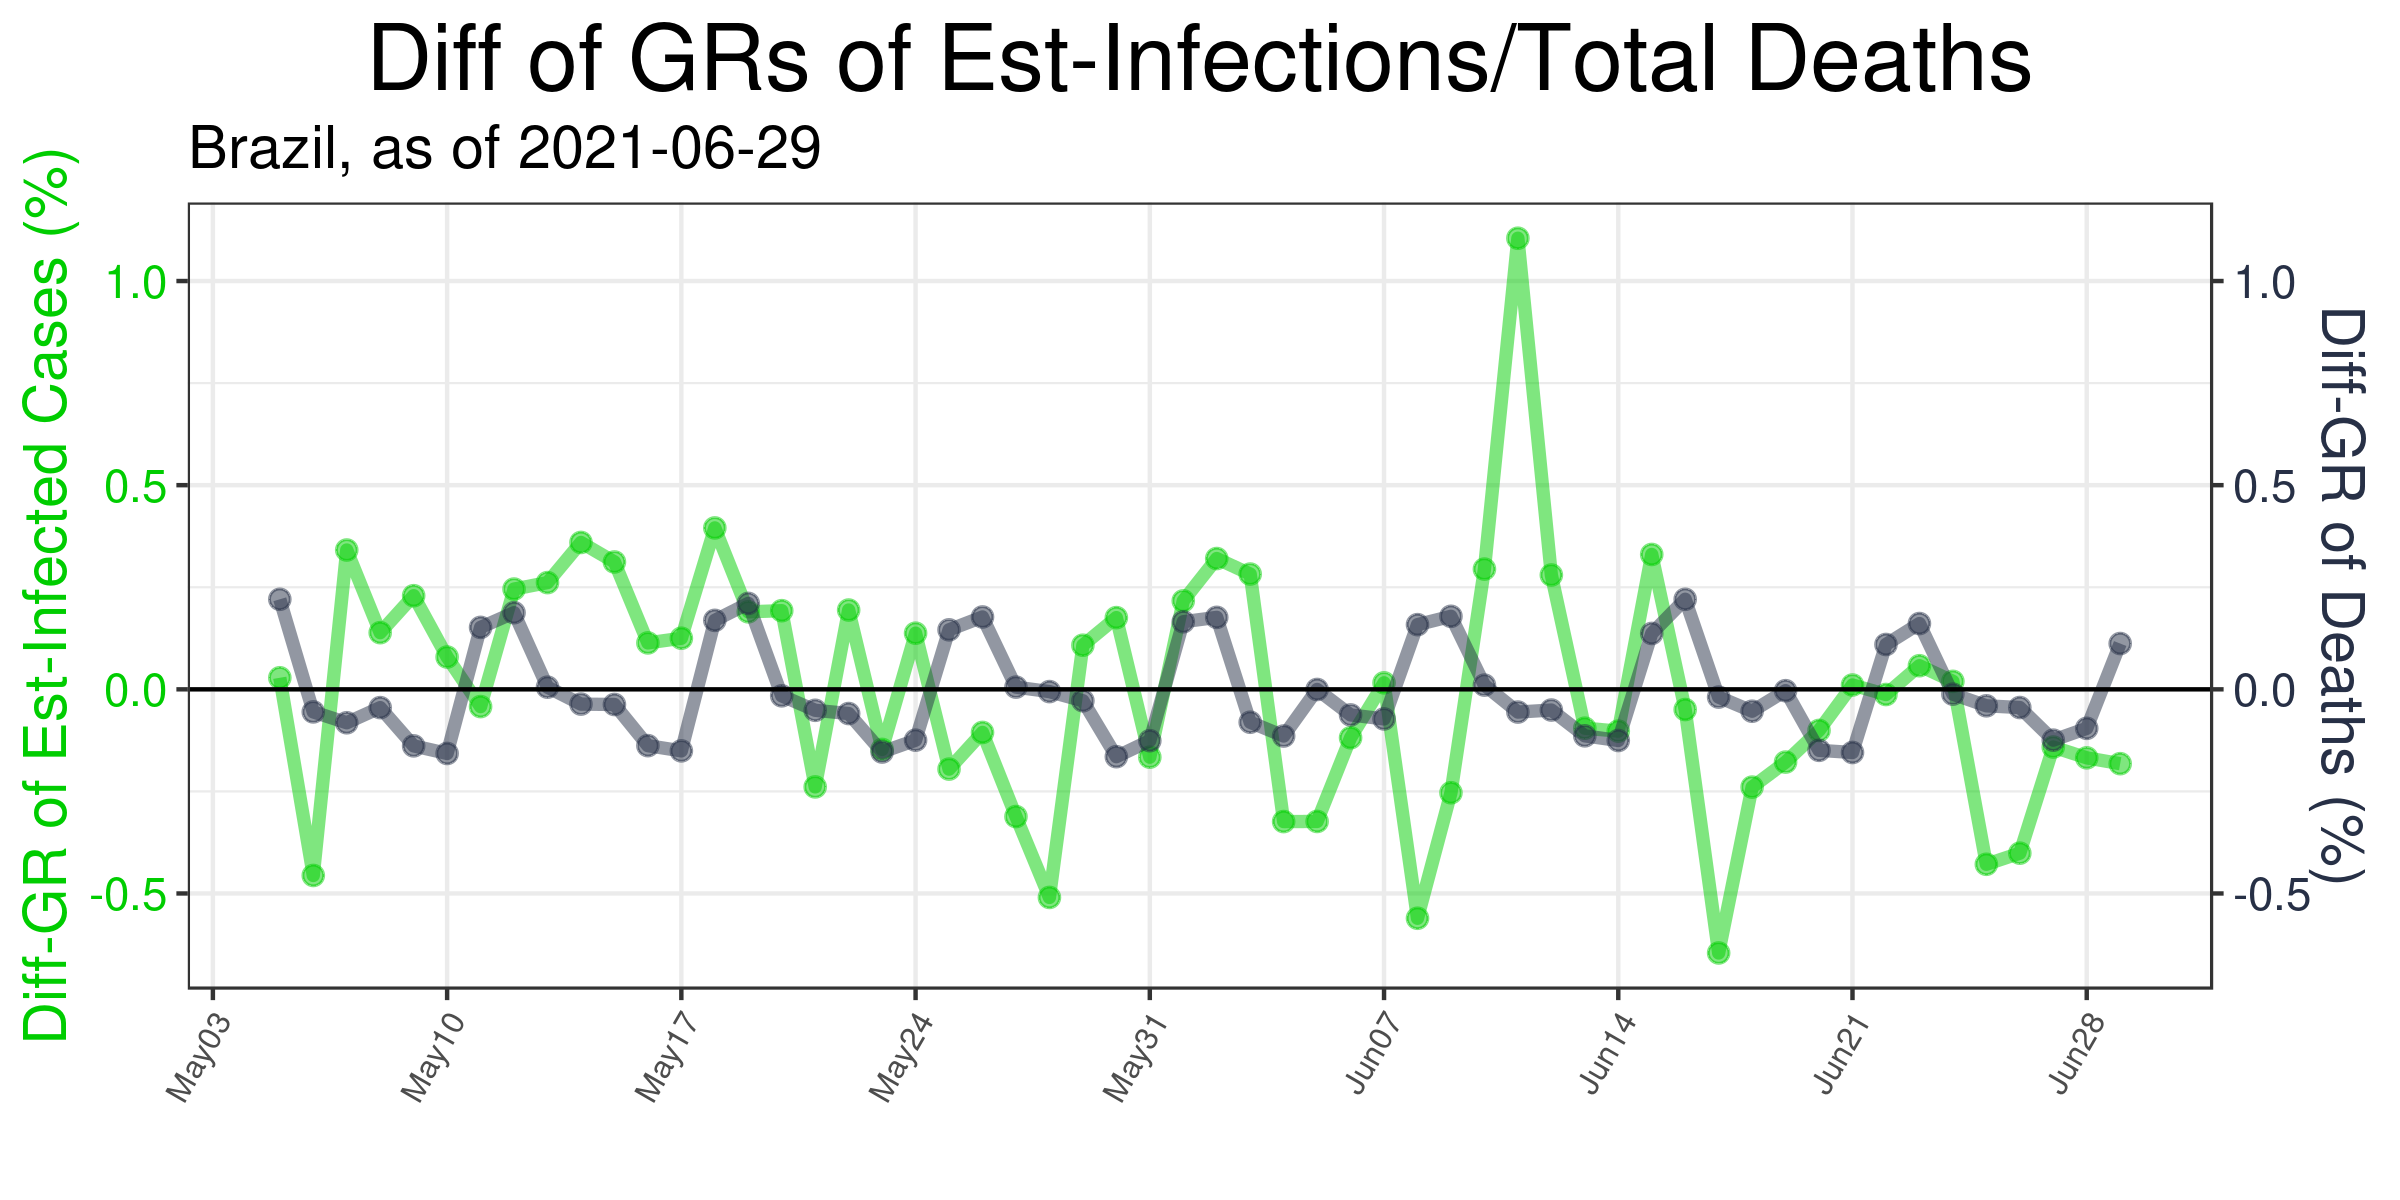 Diff of GRs of Est-Infections/Total Deaths
Brazil, as of 2021-06-29
Diff-GR of Est-Infected Cases (%)
1.0
0.5
0.0
-0.5
1.0
0.5
0.0
-0.5
Diff-GR of Deaths (%)
May03
May10
May17
May24
May31
Jun07
Jun14
Jun21
Jun28